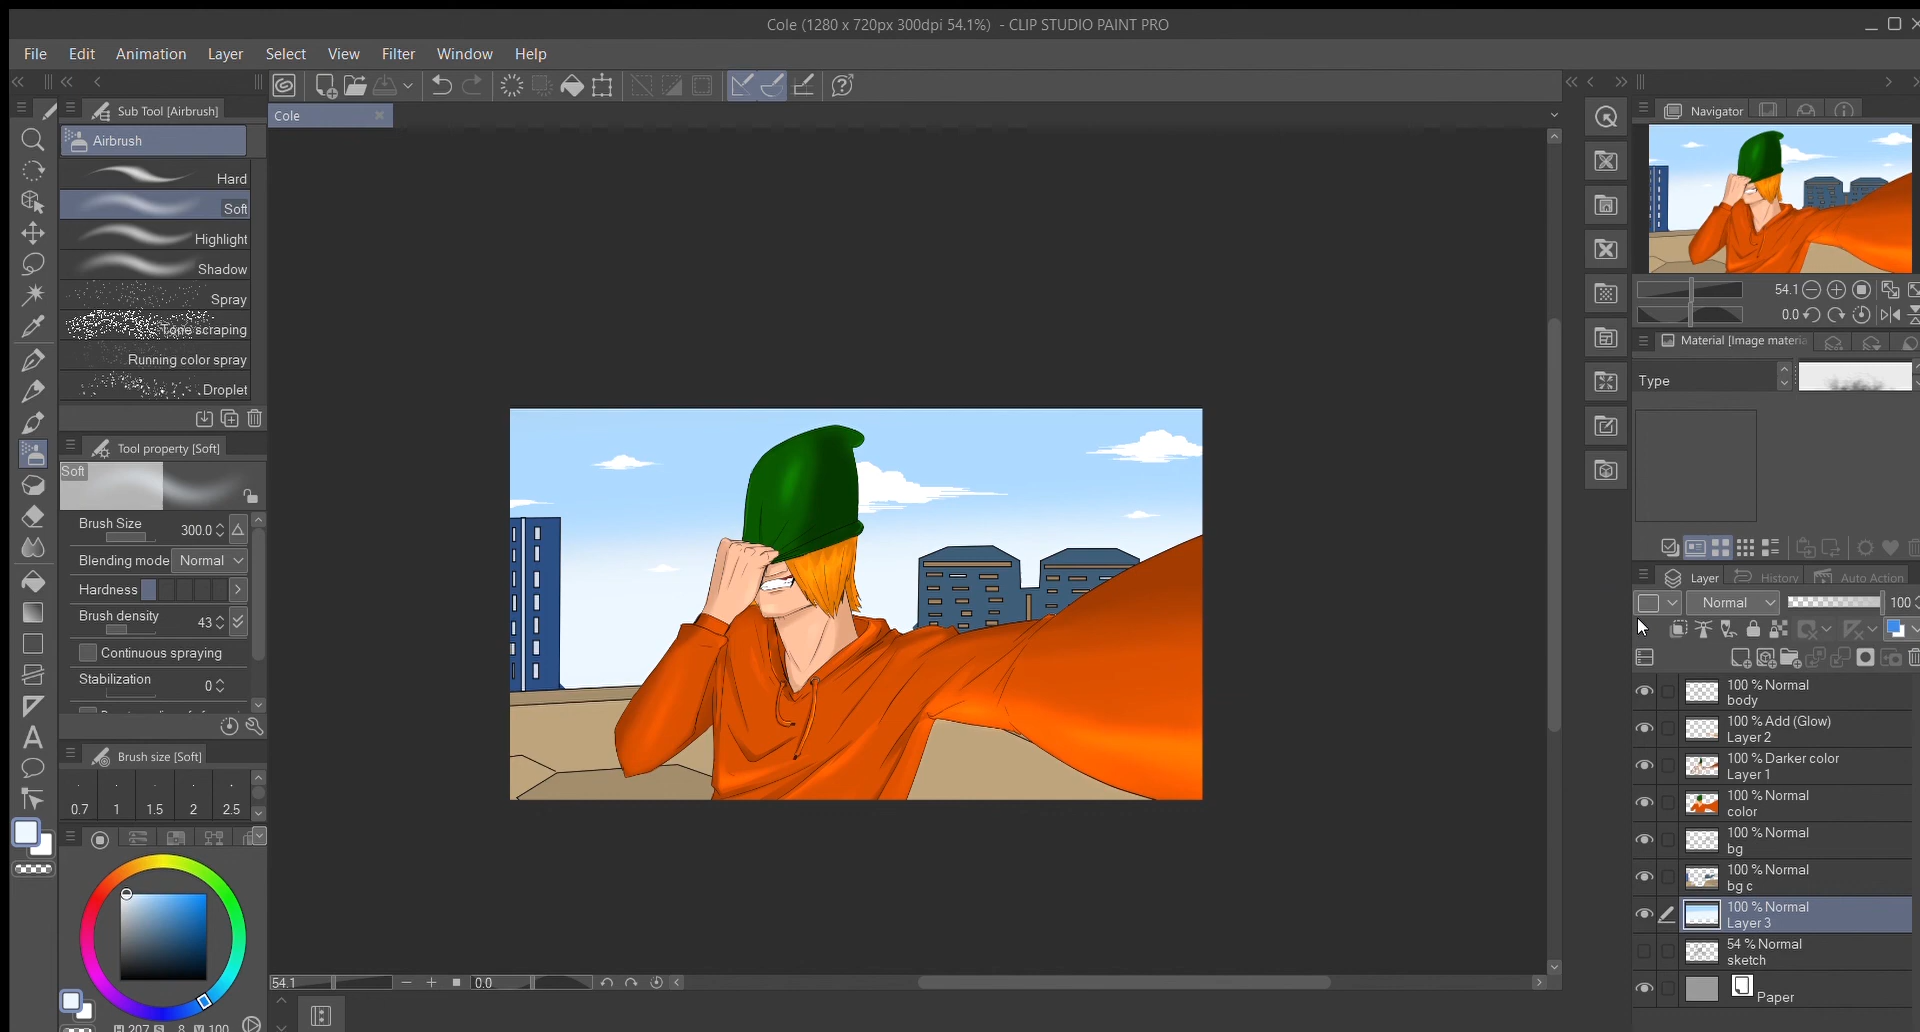 Cole (1280 x 720px 300dpi 54.1%) - CLIP STUDIO PAINT PRO
File Edit Animation Layer Select View Filter Window Help
Sub Tool [Airbrush]
Airbrush
Hard
Soft
Highlight
Shadow
Spray
Tone scraping
Running color spray
Droplet
Tool property [Soft]
Soft
Brush Size 300.0
Blending mode Normal
Hardness
Brush density 43
Continuous spraying
Stabilization 0
Brush size [Soft]
0.7 1 1.5 2 2.5
H 207 S 8 V 100
Cole
54.1 0.0
Navigator
54.1
0.0
Material [Image materia
Type
Layer History Auto Action
Normal 100
100 % Normal
body
100 % Add (Glow)
Layer 2
100 % Darker color
Layer 1
100 % Normal
color
100 % Normal
bg
100 % Normal
bg c
100 % Normal
Layer 3
54 % Normal
sketch
Paper